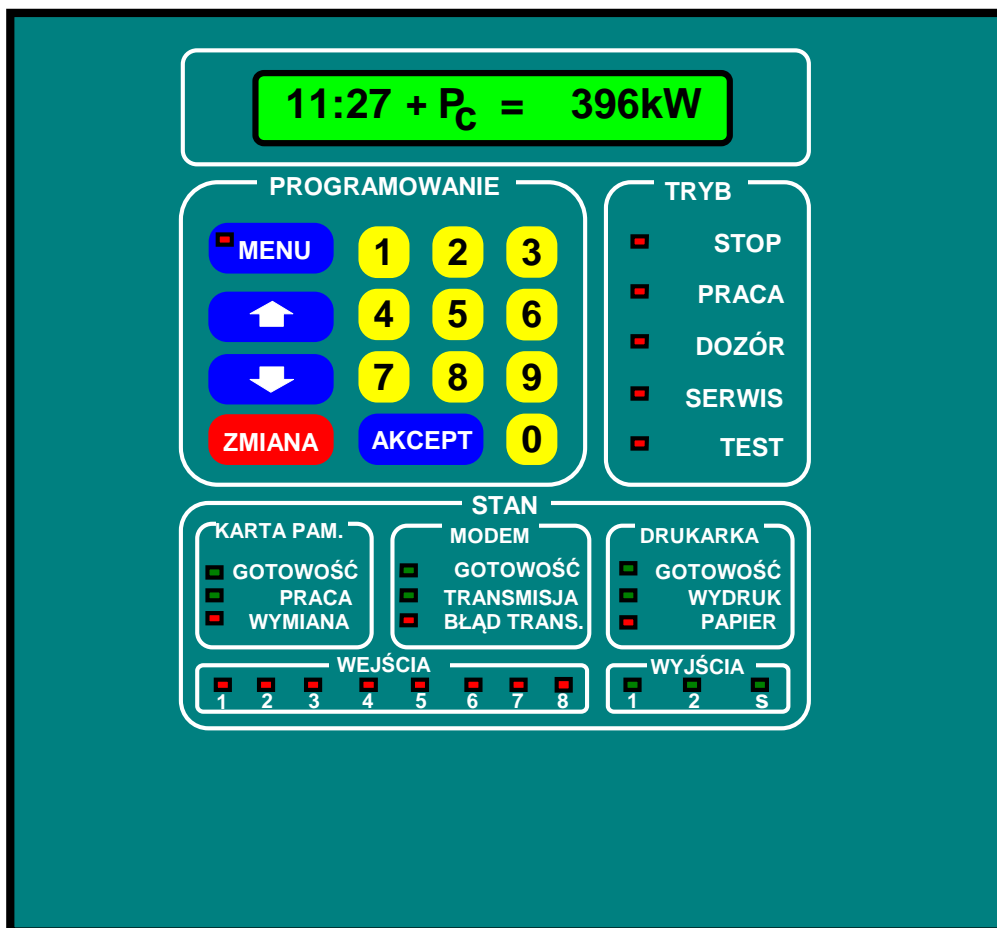 11:27 + Pc = 396kW
PROGRAMOWANIE
MENU
1 2 3
4 5 6
7 8 9
ZMIANA AKCEPT 0
TRYB
STOP
PRACA
DOZÓR
SERWIS
TEST
STAN
KARTA PAM.
GOTOWOŚĆ
PRACA
WYMIANA
MODEM
GOTOWOŚĆ
TRANSMISJA
BŁĄD TRANS.
DRUKARKA
GOTOWOŚĆ
WYDRUK
PAPIER
WEJŚCIA
1 2 3 4 5 6 7 8
WYJŚCIA
1 2 S